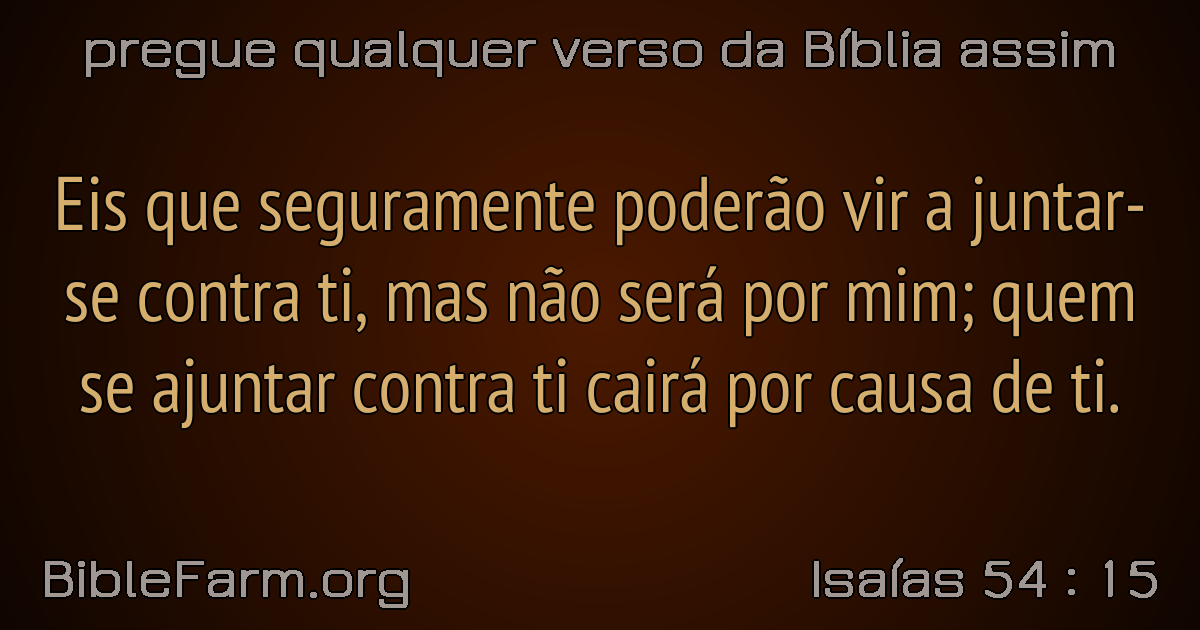 pregue qualquer verso da Bíblia assim
Eis que seguramente poderão vir a juntar-
se contra ti, mas não será por mim; quem
se ajuntar contra ti cairá por causa de ti.
BibleFarm.org
Isaías 54 : 15